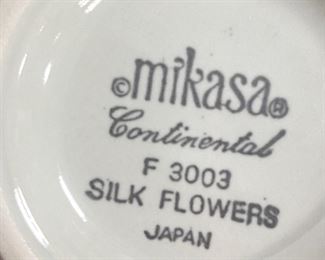 ©mikasa®
Continental
F 3003
SILK FLOWERS
JAPAN